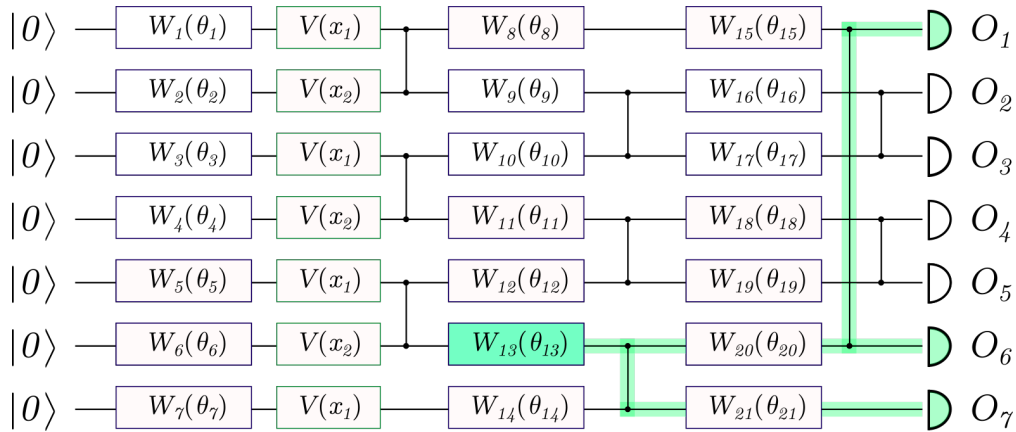 |0⟩ W₁(θ₁) V(x₁) W₈(θ₈) W₁₅(θ₁₅) O₁
|0⟩ W₂(θ₂) V(x₂) W₉(θ₉) W₁₆(θ₁₆) O₂
|0⟩ W₃(θ₃) V(x₁) W₁₀(θ₁₀) W₁₇(θ₁₇) O₃
|0⟩ W₄(θ₄) V(x₂) W₁₁(θ₁₁) W₁₈(θ₁₈) O₄
|0⟩ W₅(θ₅) V(x₁) W₁₂(θ₁₂) W₁₉(θ₁₉) O₅
|0⟩ W₆(θ₆) V(x₂) W₁₃(θ₁₃) W₂₀(θ₂₀) O₆
|0⟩ W₇(θ₇) V(x₁) W₁₄(θ₁₄) W₂₁(θ₂₁) O₇